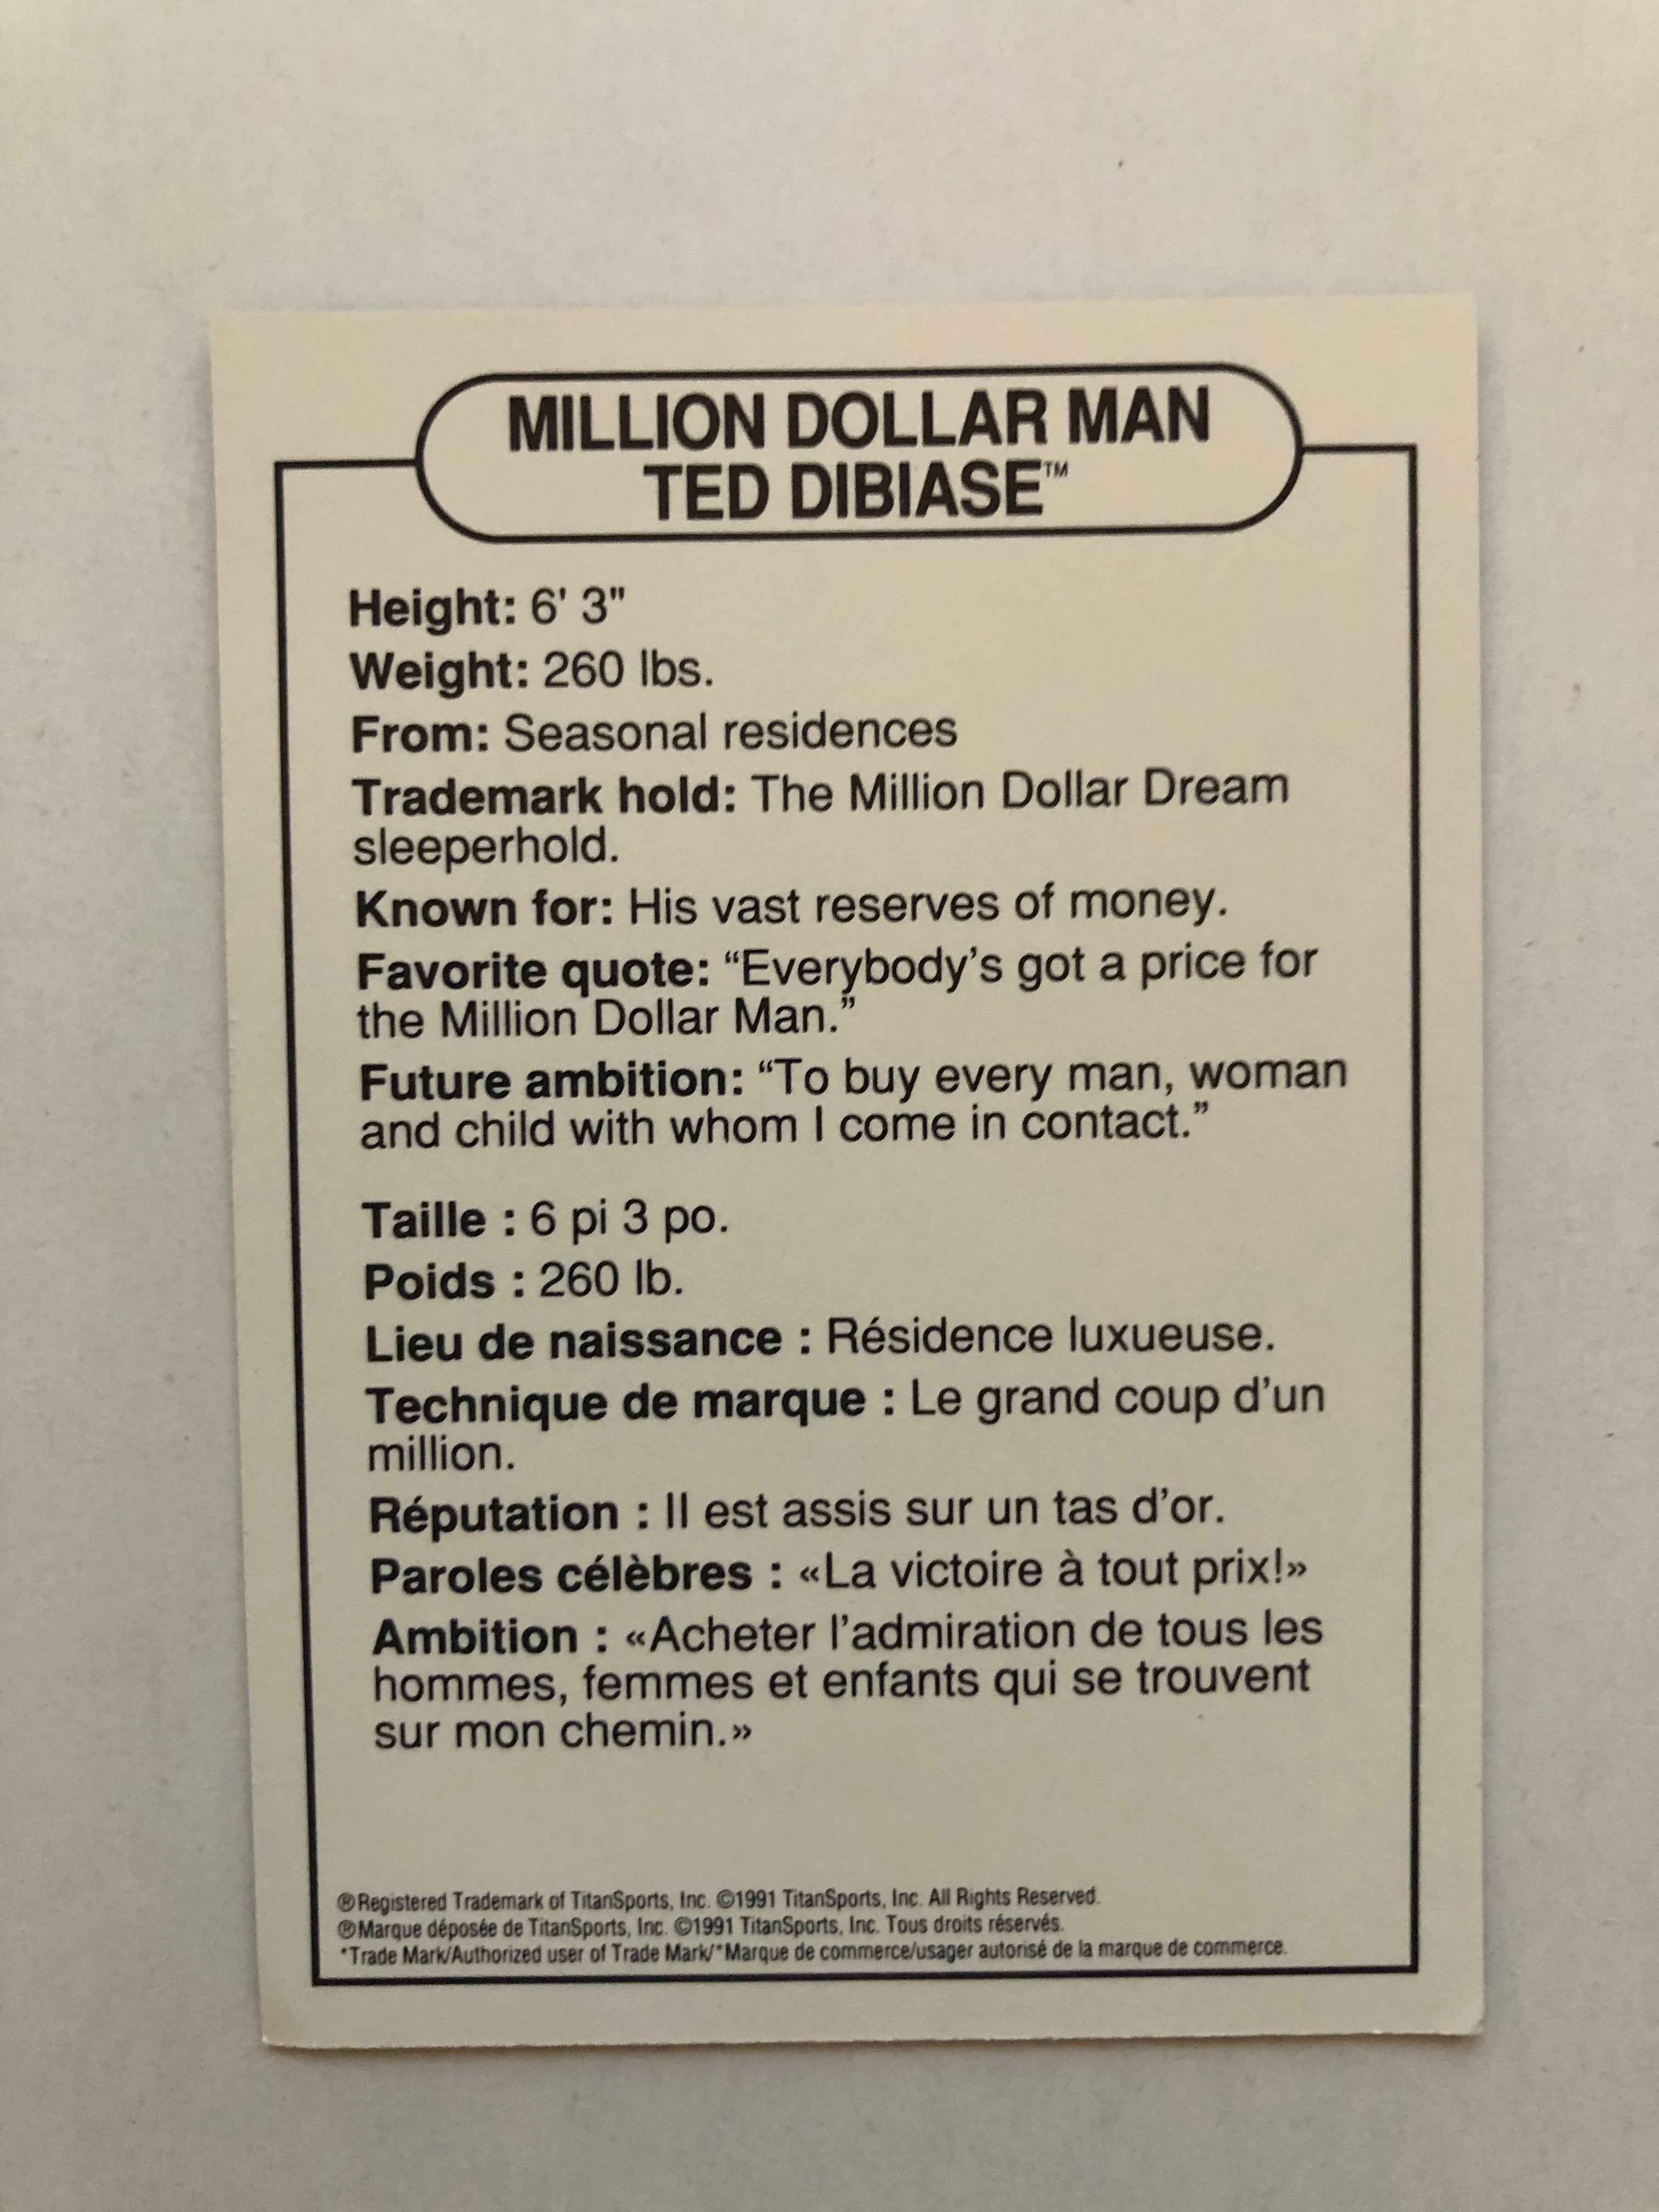 MILLION DOLLAR MAN
TED DIBIASE™
Height: 6' 3"
Weight: 260 lbs.
From: Seasonal residences
Trademark hold: The Million Dollar Dream
sleeperhold.
Known for: His vast reserves of money.
Favorite quote: “Everybody’s got a price for
the Million Dollar Man.”
Future ambition: “To buy every man, woman
and child with whom I come in contact.”
Taille : 6 pi 3 po.
Poids : 260 lb.
Lieu de naissance : Résidence luxueuse.
Technique de marque : Le grand coup d’un
million.
Réputation : Il est assis sur un tas d’or.
Paroles célèbres : «La victoire à tout prix!»
Ambition : «Acheter l’admiration de tous les
hommes, femmes et enfants qui se trouvent
sur mon chemin.»
®Registered Trademark of TitanSports, Inc. ©1991 TitanSports, Inc. All Rights Reserved.
®Marque déposée de TitanSports, Inc. ©1991 TitanSports, Inc. Tous droits réservés.
*Trade Mark/Authorized user of Trade Mark/*Marque de commerce/usager autorisé de la marque de commerce.